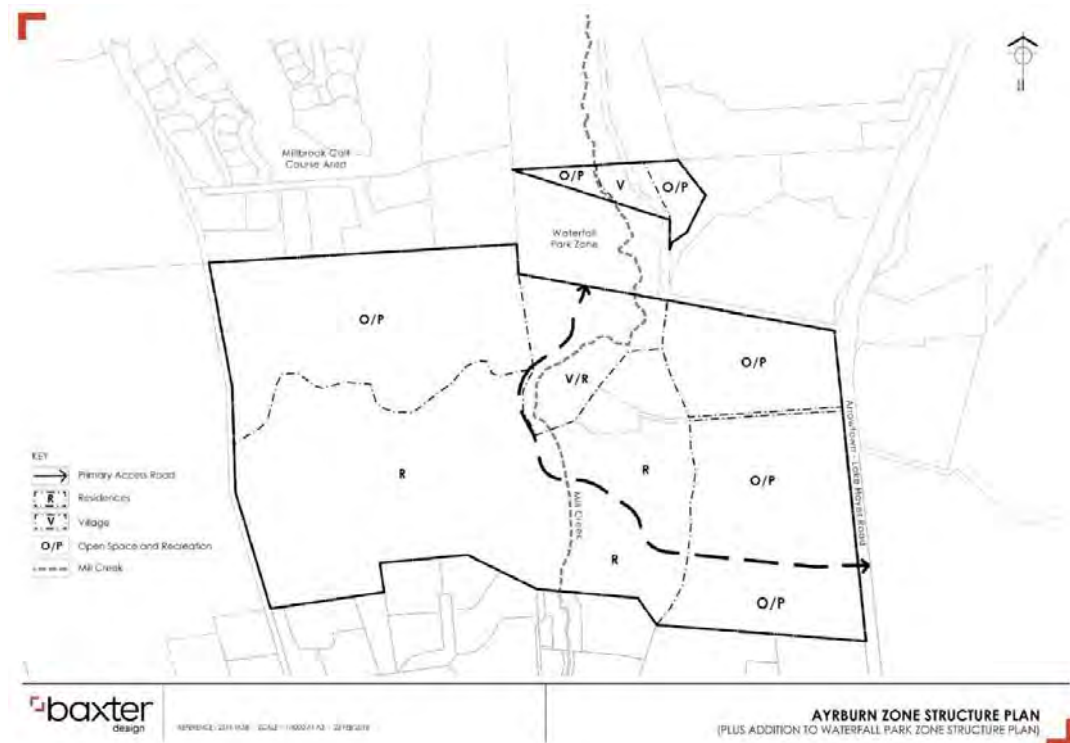 Millbrook Golf
Course Area
O/P
V
O/P
Waterfall
Park Zone
O/P
O/P
V/R
Arrowtown - Lake Hayes Road
R
R
O/P
Mill Creek
R
O/P
KEY
Primary Access Road
R Residences
V Village
O/P Open Space and Recreation
Mill Creek
baxter
design
AYRBURN ZONE STRUCTURE PLAN
(PLUS ADDITION TO WATERFALL PARK ZONE STRUCTURE PLAN)